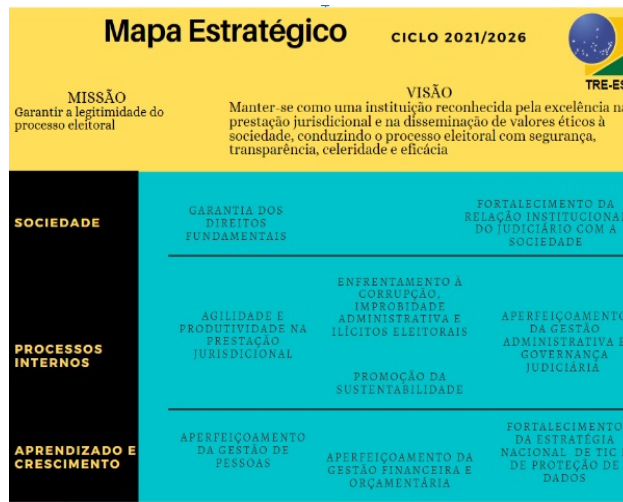 Mapa Estratégico
CICLO 2021/2026
TRE-ES
MISSÃO
Garantir a legitimidade do
processo eleitoral
VISÃO
Manter-se como uma instituição reconhecida pela excelência na
prestação jurisdicional e na disseminação de valores éticos à
sociedade, conduzindo o processo eleitoral com segurança,
transparência, celeridade e eficácia
SOCIEDADE
GARANTIA DOS
DIREITOS
FUNDAMENTAIS
FORTALECIMENTO DA
RELAÇÃO INSTITUCIONAL
DO JUDICIÁRIO COM A
SOCIEDADE
PROCESSOS
INTERNOS
AGILIDADE E
PRODUTIVIDADE NA
PRESTAÇÃO
JURISDICIONAL
ENFRENTAMENTO À
CORRUPÇÃO,
IMPROBIDADE
ADMINISTRATIVA E
ILÍCITOS ELEITORAIS
PROMOÇÃO DA
SUSTENTABILIDADE
APERFEIÇOAMENTO
DA GESTÃO
ADMINISTRATIVA E
GOVERNANÇA
JUDICIÁRIA
APRENDIZADO E
CRESCIMENTO
APERFEIÇOAMENTO
DA GESTÃO DE
PESSOAS
APERFEIÇOAMENTO DA
GESTÃO FINANCEIRA E
ORÇAMENTÁRIA
FORTALECIMENTO
DA ESTRATÉGIA
NACIONAL DE TIC E
DE PROTEÇÃO DE
DADOS